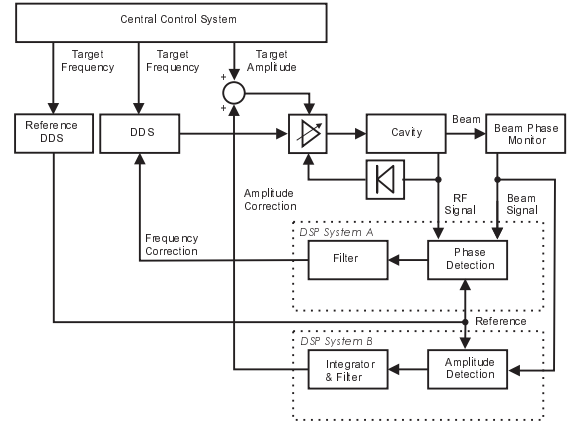 Central Control System
Target
Frequency
Target
Frequency
Target
Amplitude
+
+
Reference
DDS
DDS
Cavity
Beam
Beam Phase
Monitor
Amplitude
Correction
RF
Signal
Beam
Signal
Frequency
Correction
DSP System A
Filter
Phase
Detection
Reference
DSP System B
Integrator
& Filter
Amplitude
Detection